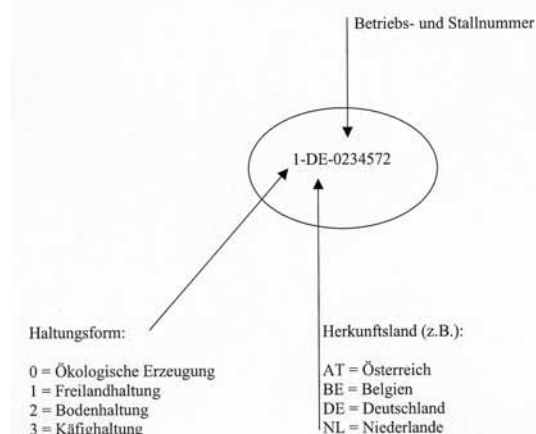 Betriebs- und Stallnummer
1-DE-0234572
Haltungsform:
0 = Ökologische Erzeugung
1 = Freilandhaltung
2 = Bodenhaltung
3 = Käfighaltung
Herkunftsland (z.B.):
AT = Österreich
BE = Belgien
DE = Deutschland
NL = Niederlande